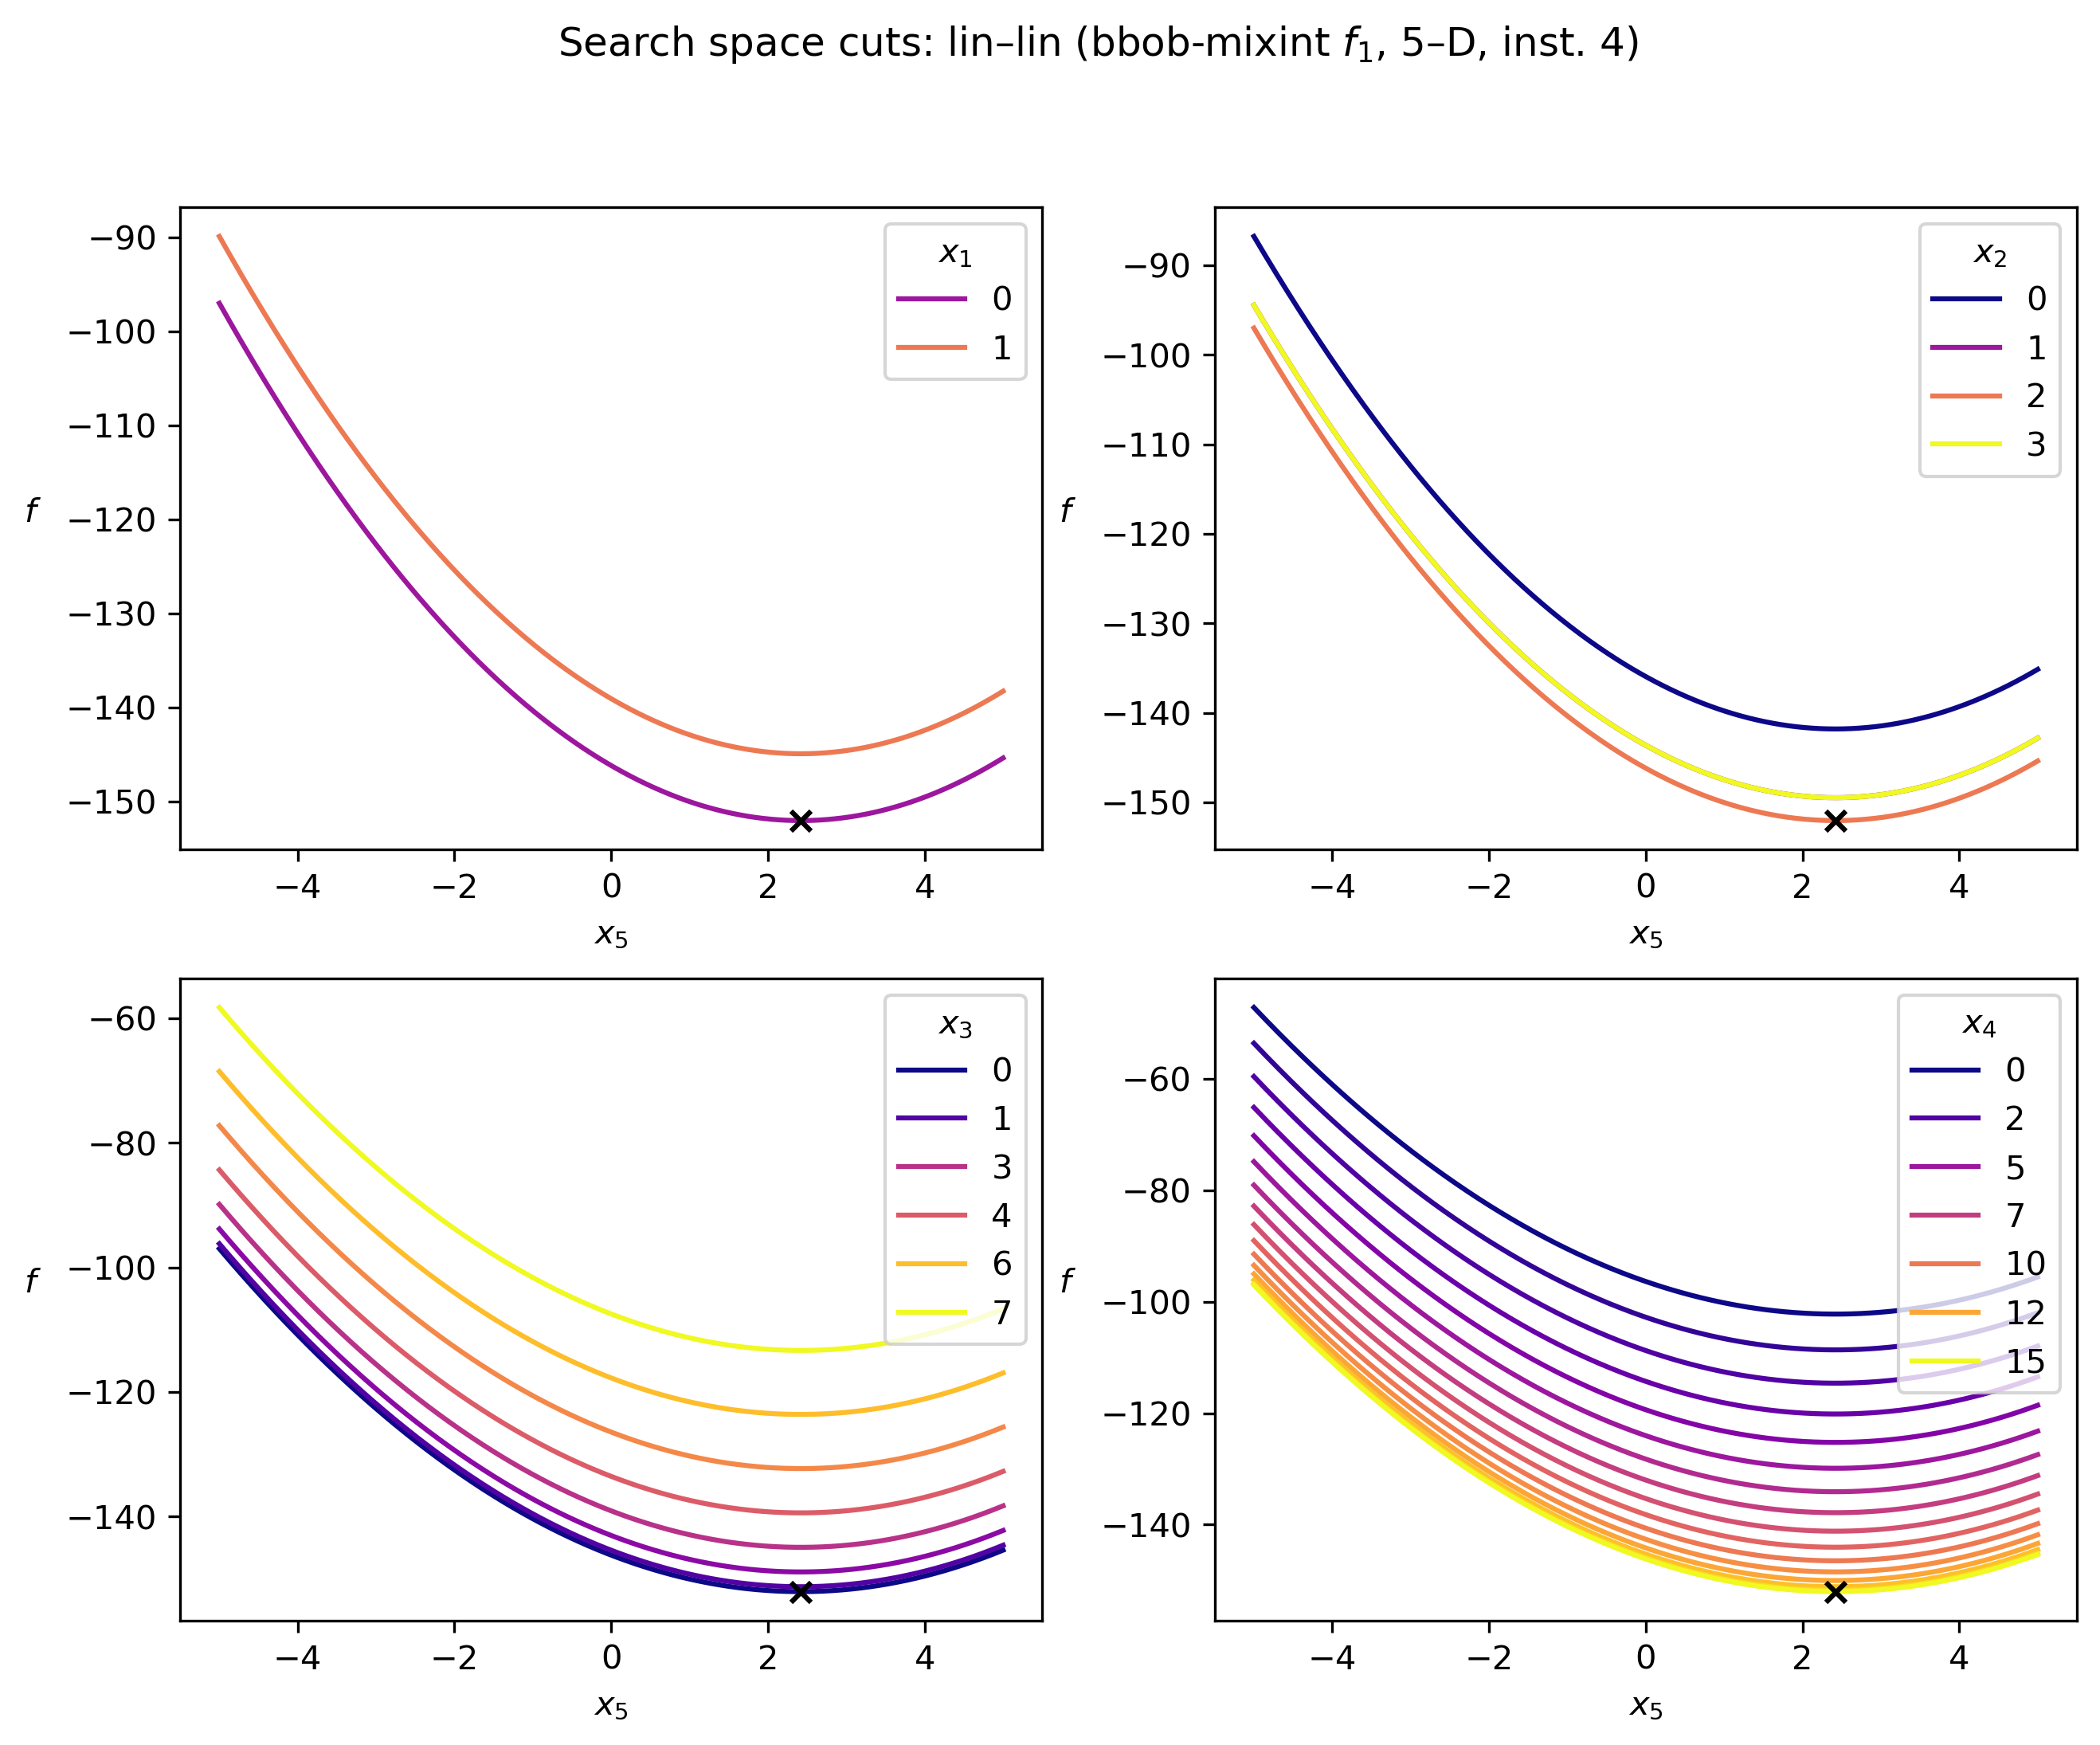 Search space cuts: lin–lin (bbob-mixint f₁, 5–D, inst. 4)
−90
−100
−110
−120
−130
−140
−150
f
−4 −2 0 2 4
x₅
x₁
0
1
−90
−100
−110
−120
−130
−140
−150
f
−4 −2 0 2 4
x₅
x₂
0
1
2
3
−60
−80
−100
−120
−140
f
−4 −2 0 2 4
x₅
x₃
0
1
3
4
6
7
−60
−80
−100
−120
−140
f
−4 −2 0 2 4
x₅
x₄
0
2
5
7
10
12
15